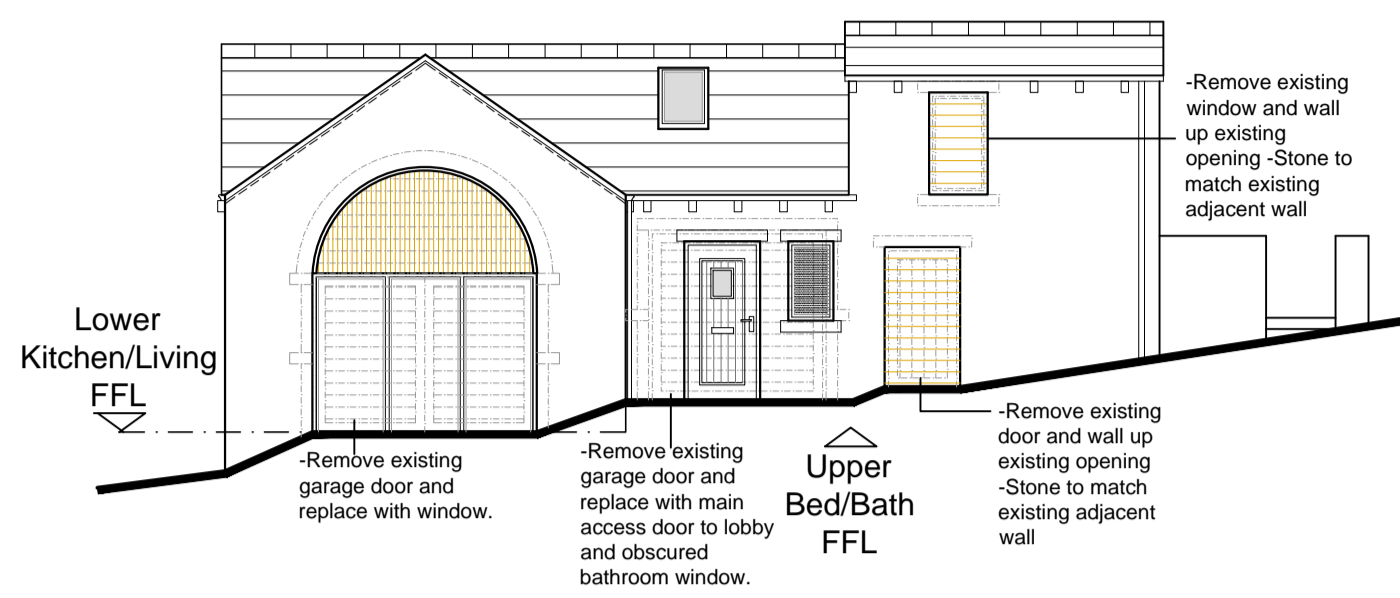 -Remove existing
window and wall
up existing
opening -Stone to
match existing
adjacent wall
Lower
Kitchen/Living
FFL
-Remove existing
garage door and
replace with window.
-Remove existing
garage door and
replace with main
access door to lobby
and obscured
bathroom window.
Upper
Bed/Bath
FFL
-Remove existing
door and wall up
existing opening
-Stone to match
existing adjacent
wall